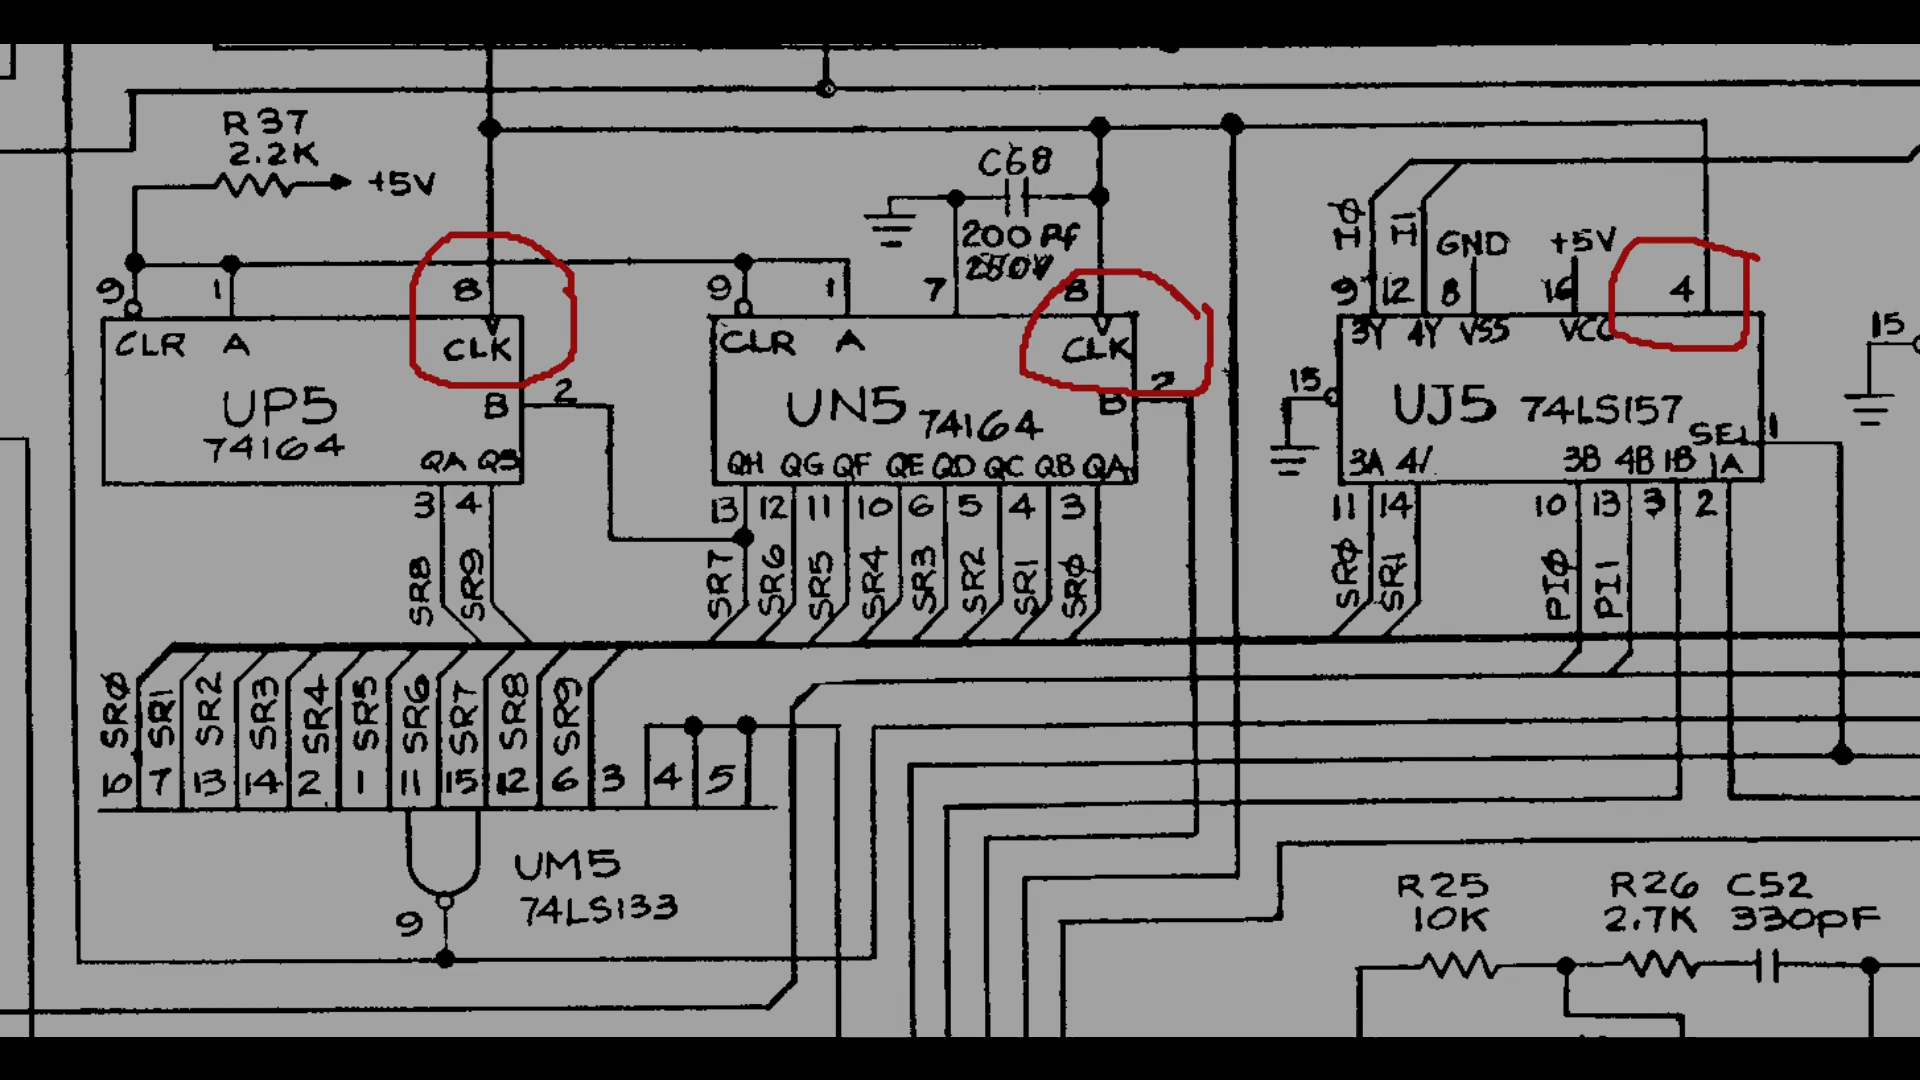 R37
2.2K
+5V
C68
200 Pf
250V
IØ
I1
GND
+5V
9
1
8
9
1
7
8
9
12
8
16
4
15
CLR A CLK
CLR A CLK
3Y 4Y VSS VCC
15
UP5
74164
B
2
UN5 74164
B
2
UJ5 74LS157
SEL
1
QA
QH QG QF QE QD QC QB QA
3A
3B 4B 1B 1A
3 4
13 12 11 10 6 5 4 3
11 14
10 13 3 2
SR8
SR9
SR7
SR6
SR5
SR4
SR3
SR2
SR1
SRØ
SRØ
SR1
PIØ
PI1
SRØ
SR1
SR2
SR3
SR4
SR5
SR6
SR7
SR8
SR9
10 7 13 14 2 1 11 15 12 6 3 4 5
UM5
74LS133
9
R25
10K
R26
2.7K
C52
330pF